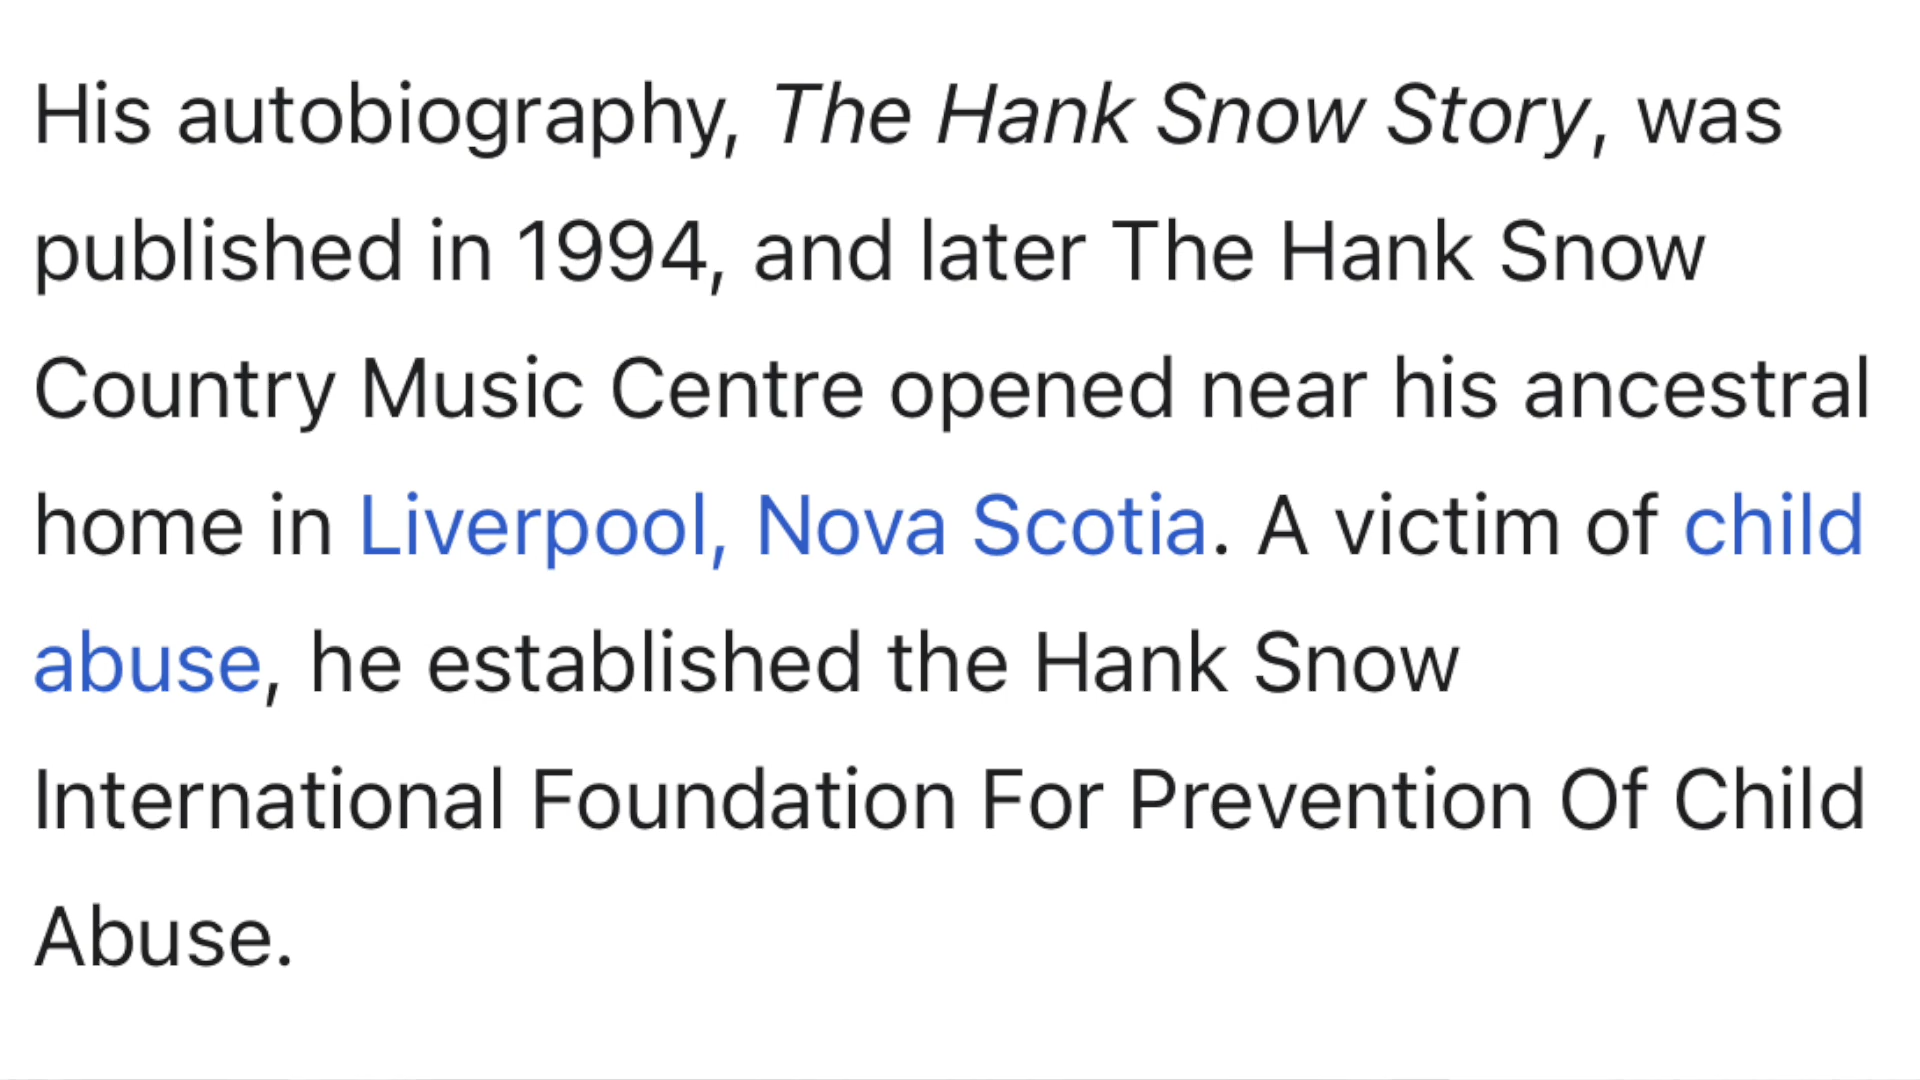 His autobiography, The Hank Snow Story, was
published in 1994, and later The Hank Snow
Country Music Centre opened near his ancestral
home in Liverpool, Nova Scotia. A victim of child
abuse, he established the Hank Snow
International Foundation For Prevention Of Child
Abuse.